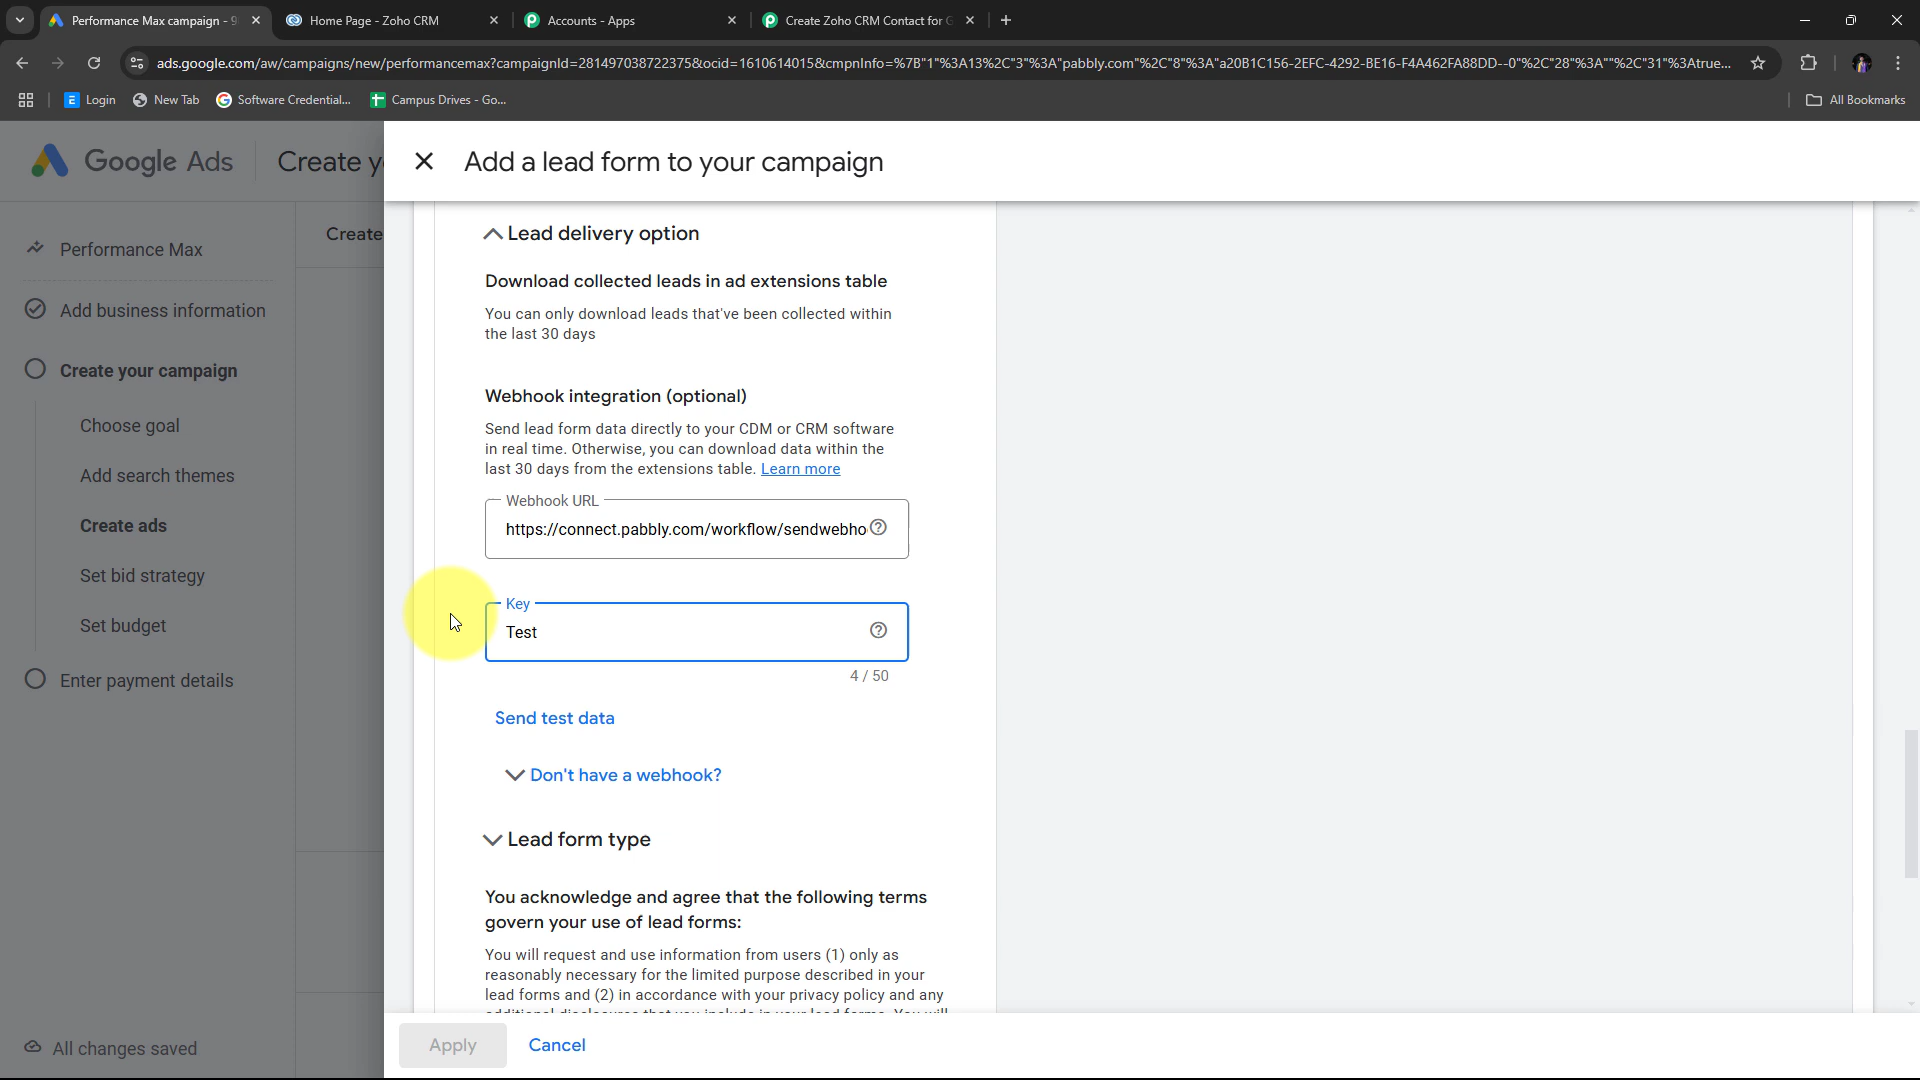 Performance Max campaign - 9
Home Page - Zoho CRM
Accounts - Apps
Create Zoho CRM Contact for G
ads.google.com/aw/campaigns/new/performancemax?campaignId=281497038722375&ocid=1610614015&cmpnInfo=%7B"1"%3A13%2C"3"%3A"pabbly.com"%2C"8"%3A"a20B1C156-2EFC-4292-BE16-F4A462FA88DD--0"%2C"28"%3A""%2C"31"%3Atrue...
Login
New Tab
Software Credential...
Campus Drives - Go...
All Bookmarks
Google Ads
Create yo
Add a lead form to your campaign
Performance Max
Add business information
Create your campaign
Choose goal
Add search themes
Create ads
Set bid strategy
Set budget
Enter payment details
All changes saved
Create
Lead delivery option
Download collected leads in ad extensions table
You can only download leads that've been collected within
the last 30 days
Webhook integration (optional)
Send lead form data directly to your CDM or CRM software
in real time. Otherwise, you can download data within the
last 30 days from the extensions table. Learn more
Webhook URL
https://connect.pabbly.com/workflow/sendwebho
Key
Test
4 / 50
Send test data
Don't have a webhook?
Lead form type
You acknowledge and agree that the following terms
govern your use of lead forms:
You will request and use information from users (1) only as
reasonably necessary for the limited purpose described in your
lead forms and (2) in accordance with your privacy policy and any
Apply
Cancel